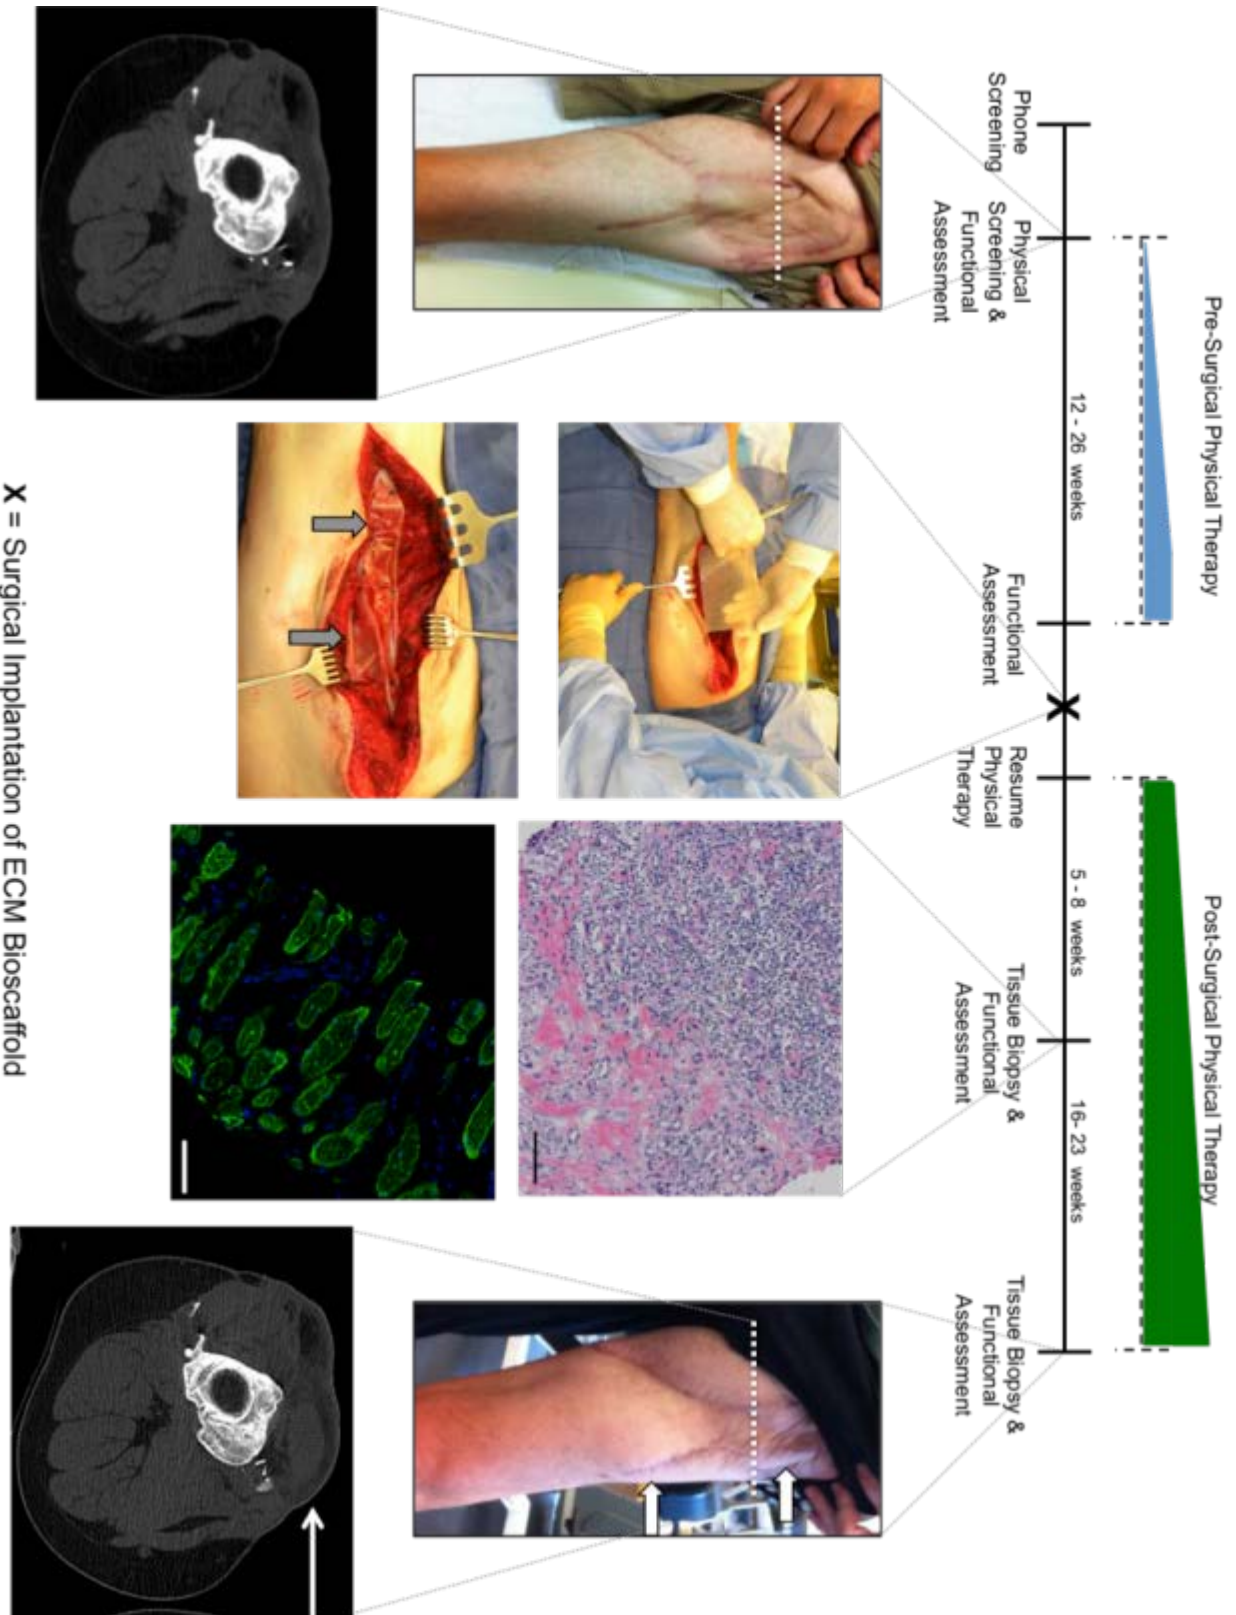 Pre-Surgical Physical Therapy
Post-Surgical Physical Therapy
12 - 26 weeks
5 - 8 weeks
16- 23 weeks
Phone
Screening
Physical
Screening &
Functional
Assessment
Functional
Assessment
X
Resume
Physical
Therapy
Tissue Biopsy &
Functional
Assessment
Tissue Biopsy &
Functional
Assessment
X = Surgical Implantation of ECM Bioscaffold